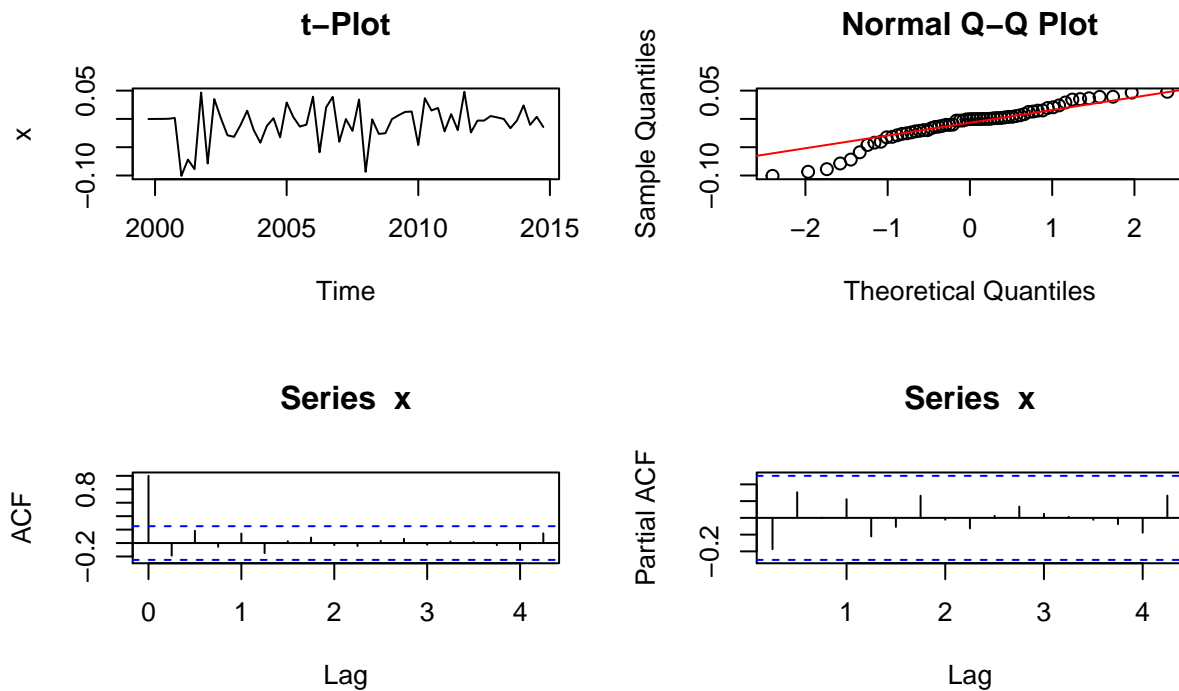 t−Plot
x
0.05
−0.10
2000 2005 2010 2015
Time
Normal Q−Q Plot
Sample Quantiles
0.05
−0.10
−2 −1 0 1 2
Theoretical Quantiles
Series x
ACF
0.8
−0.2
0 1 2 3 4
Lag
Series x
Partial ACF
−0.2
1 2 3 4
Lag